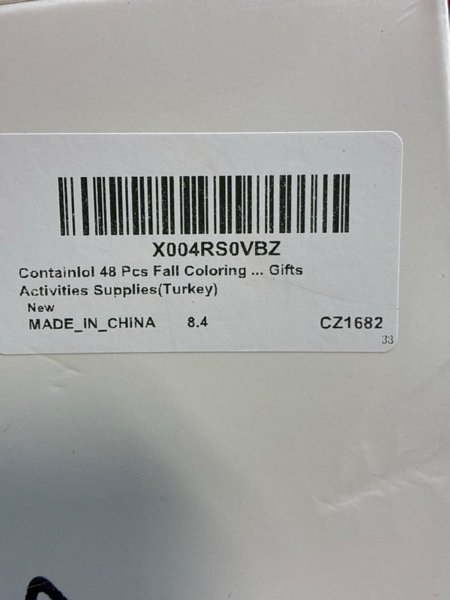 X004RS0VBZ
Containlol 48 Pcs Fall Coloring ... Gifts
Activities Supplies(Turkey)
New
MADE_IN_CHINA 8.4 CZ1682
33